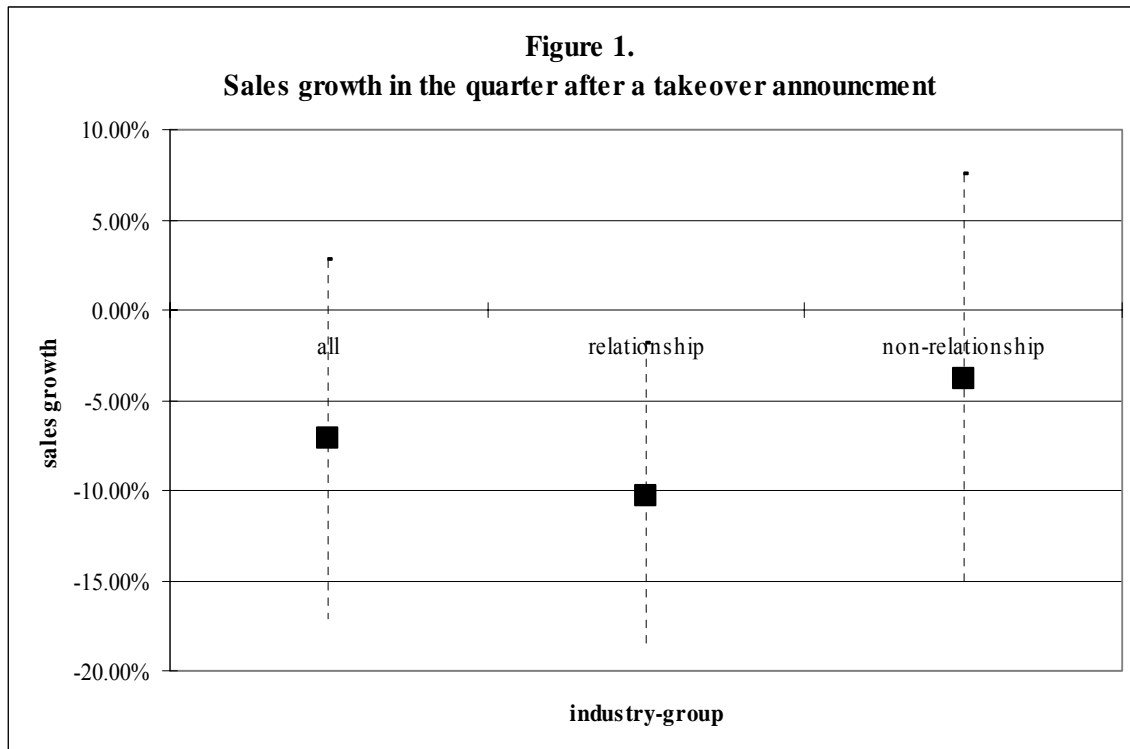 Figure 1.
Sales growth in the quarter after a takeover announcment
10.00%
5.00%
0.00%
-5.00%
-10.00%
-15.00%
-20.00%
sales growth
all
relationship
non-relationship
industry-group